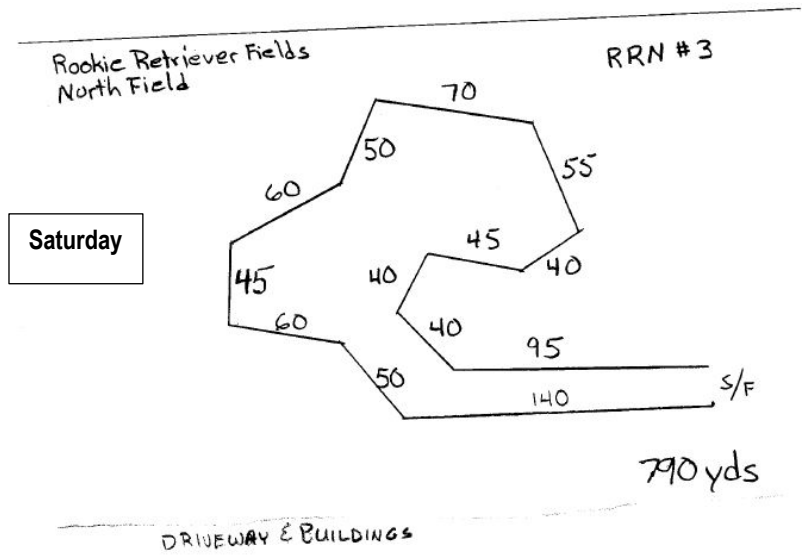 Rookie Retriever Fields
North Field
RRN #3
70
50
55
60
Saturday
45
45
40
40
60
40
95
50
140
S/F
790 yds
DRIVEWAY & BUILDINGS